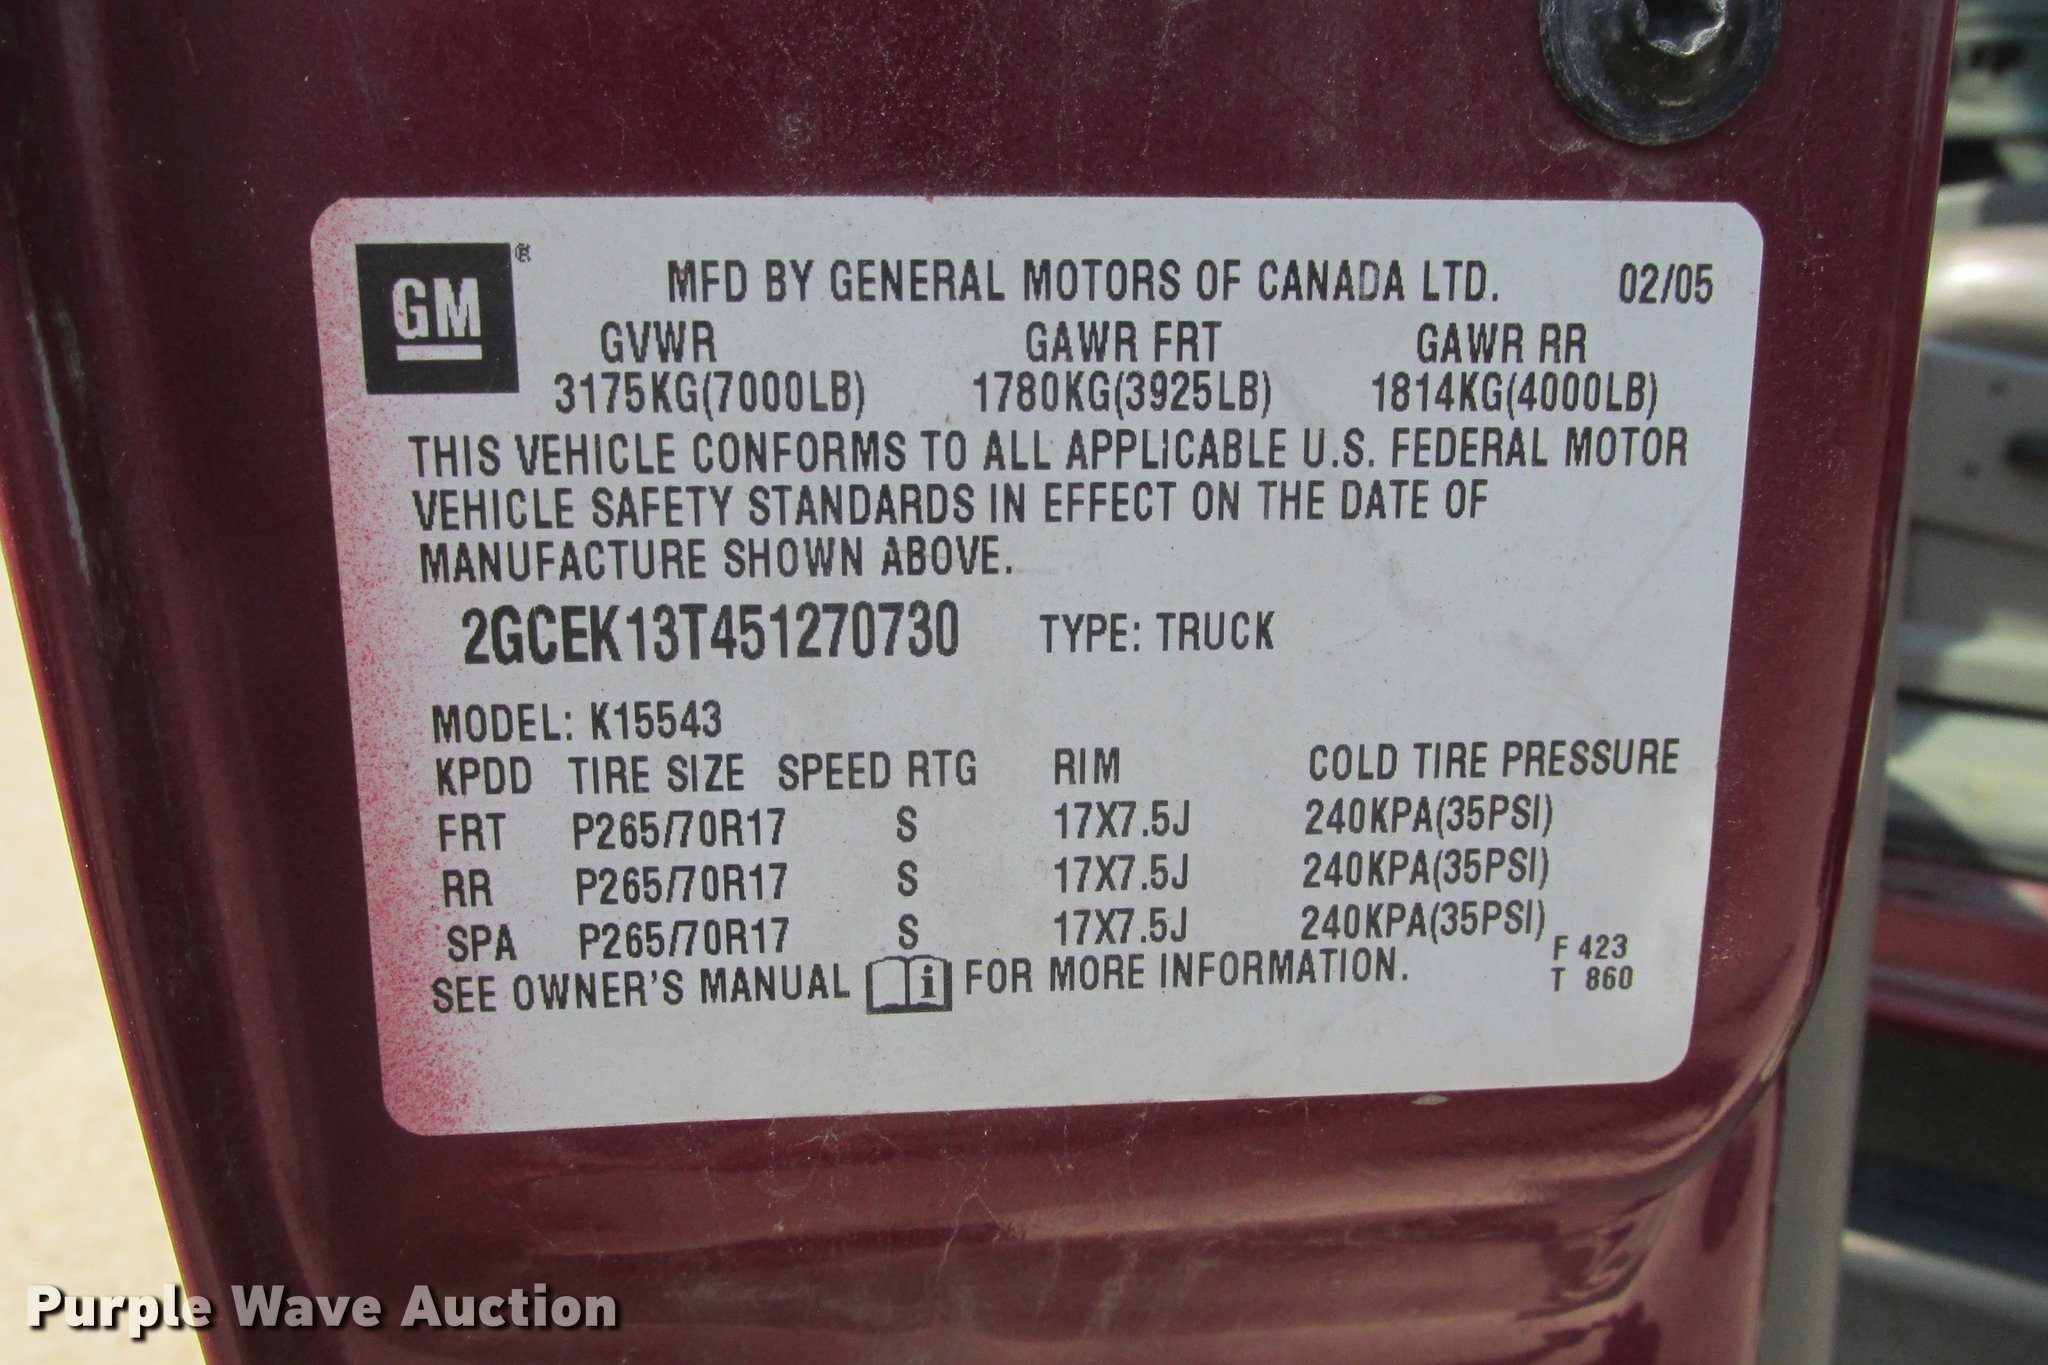 GM®
MFD BY GENERAL MOTORS OF CANADA LTD. 02/05
GVWR GAWR FRT GAWR RR
3175KG(7000LB) 1780KG(3925LB) 1814KG(4000LB)
THIS VEHICLE CONFORMS TO ALL APPLICABLE U.S. FEDERAL MOTOR
VEHICLE SAFETY STANDARDS IN EFFECT ON THE DATE OF
MANUFACTURE SHOWN ABOVE.
2GCEK13T451270730 TYPE: TRUCK
MODEL: K15543
KPDD TIRE SIZE SPEED RTG RIM COLD TIRE PRESSURE
FRT P265/70R17 S 17X7.5J 240KPA(35PSI)
RR P265/70R17 S 17X7.5J 240KPA(35PSI)
SPA P265/70R17 S 17X7.5J 240KPA(35PSI)
SEE OWNER'S MANUAL i FOR MORE INFORMATION.
F 423
T 860
Purple Wave Auction